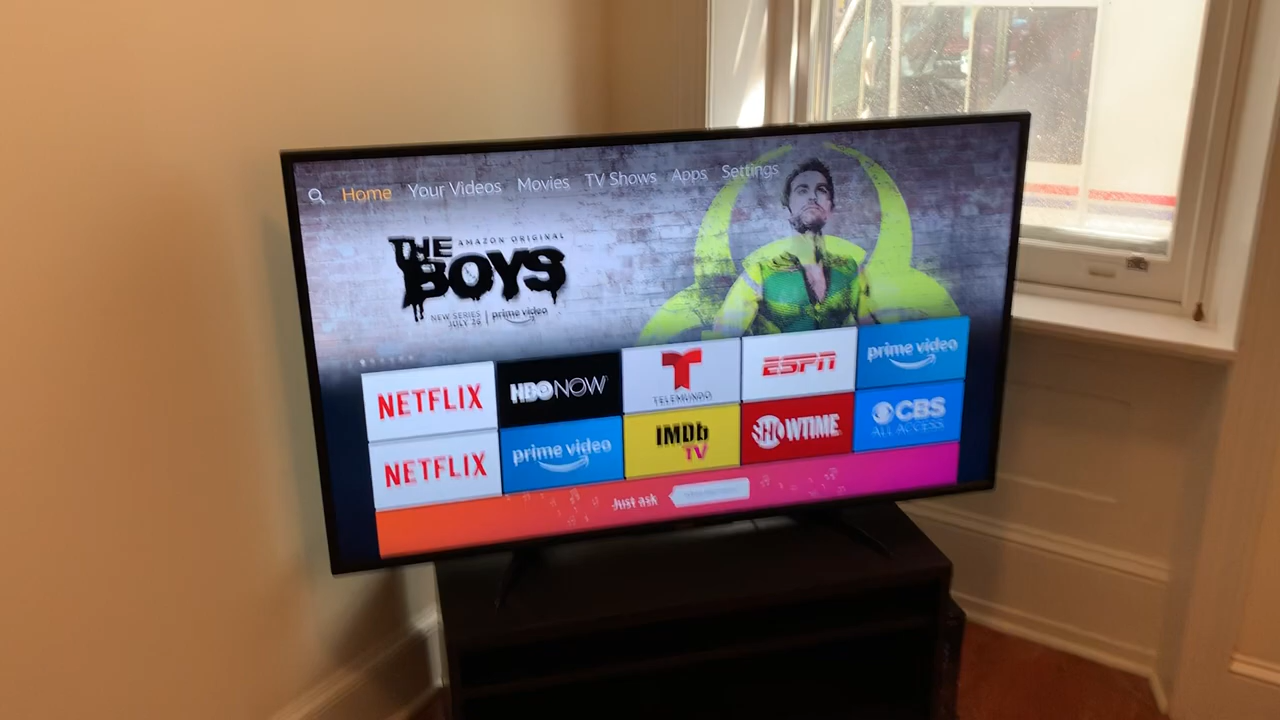 Home Your Videos Movies TV Shows Apps Settings
AMAZON ORIGINAL
THE
BOYS
NEW SERIES
JULY 26
prime video
NETFLIX
HBO NOW
TELEMUNDO
ESPN
prime video
NETFLIX
prime video
IMDb
TV
SHOWTIME
CBS
ALL ACCESS
Just ask